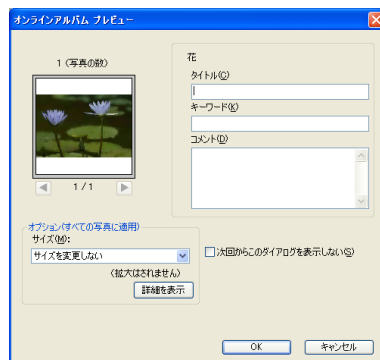 オンラインアルバム プレビュー
1 (写真の数)
1 / 1
花
タイトル(C)
キーワード(K)
コメント(D)
オプション(すべての写真に適用)
サイズ(M):
サイズを変更しない
(拡大はされません)
詳細を表示
次回からこのダイアログを表示しない(S)
OK
キャンセル